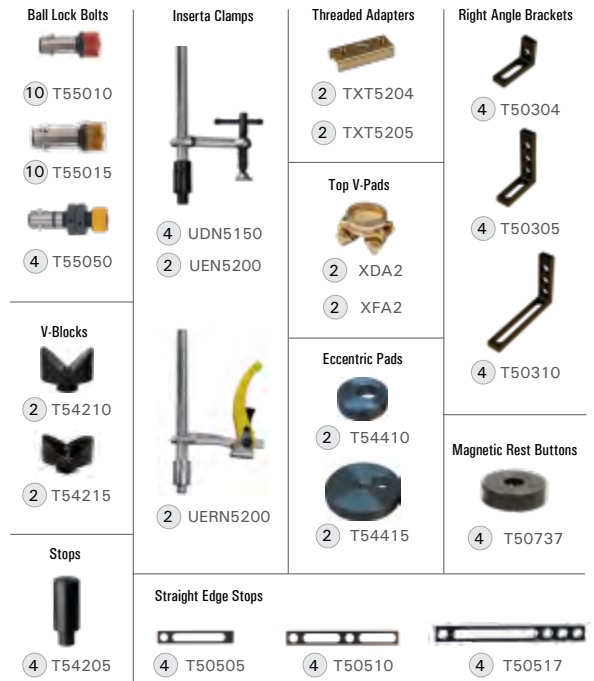 Ball Lock Bolts
10 T55010
10 T55015
4 T55050
V-Blocks
2 T54210
2 T54215
Stops
4 T54205
Inserta Clamps
4 UDN5150
2 UEN5200
2 UERN5200
Threaded Adapters
2 TXT5204
2 TXT5205
Top V-Pads
2 XDA2
2 XFA2
Eccentric Pads
2 T54410
2 T54415
Right Angle Brackets
4 T50304
4 T50305
4 T50310
Magnetic Rest Buttons
4 T50737
Straight Edge Stops
4 T50505
4 T50510
4 T50517